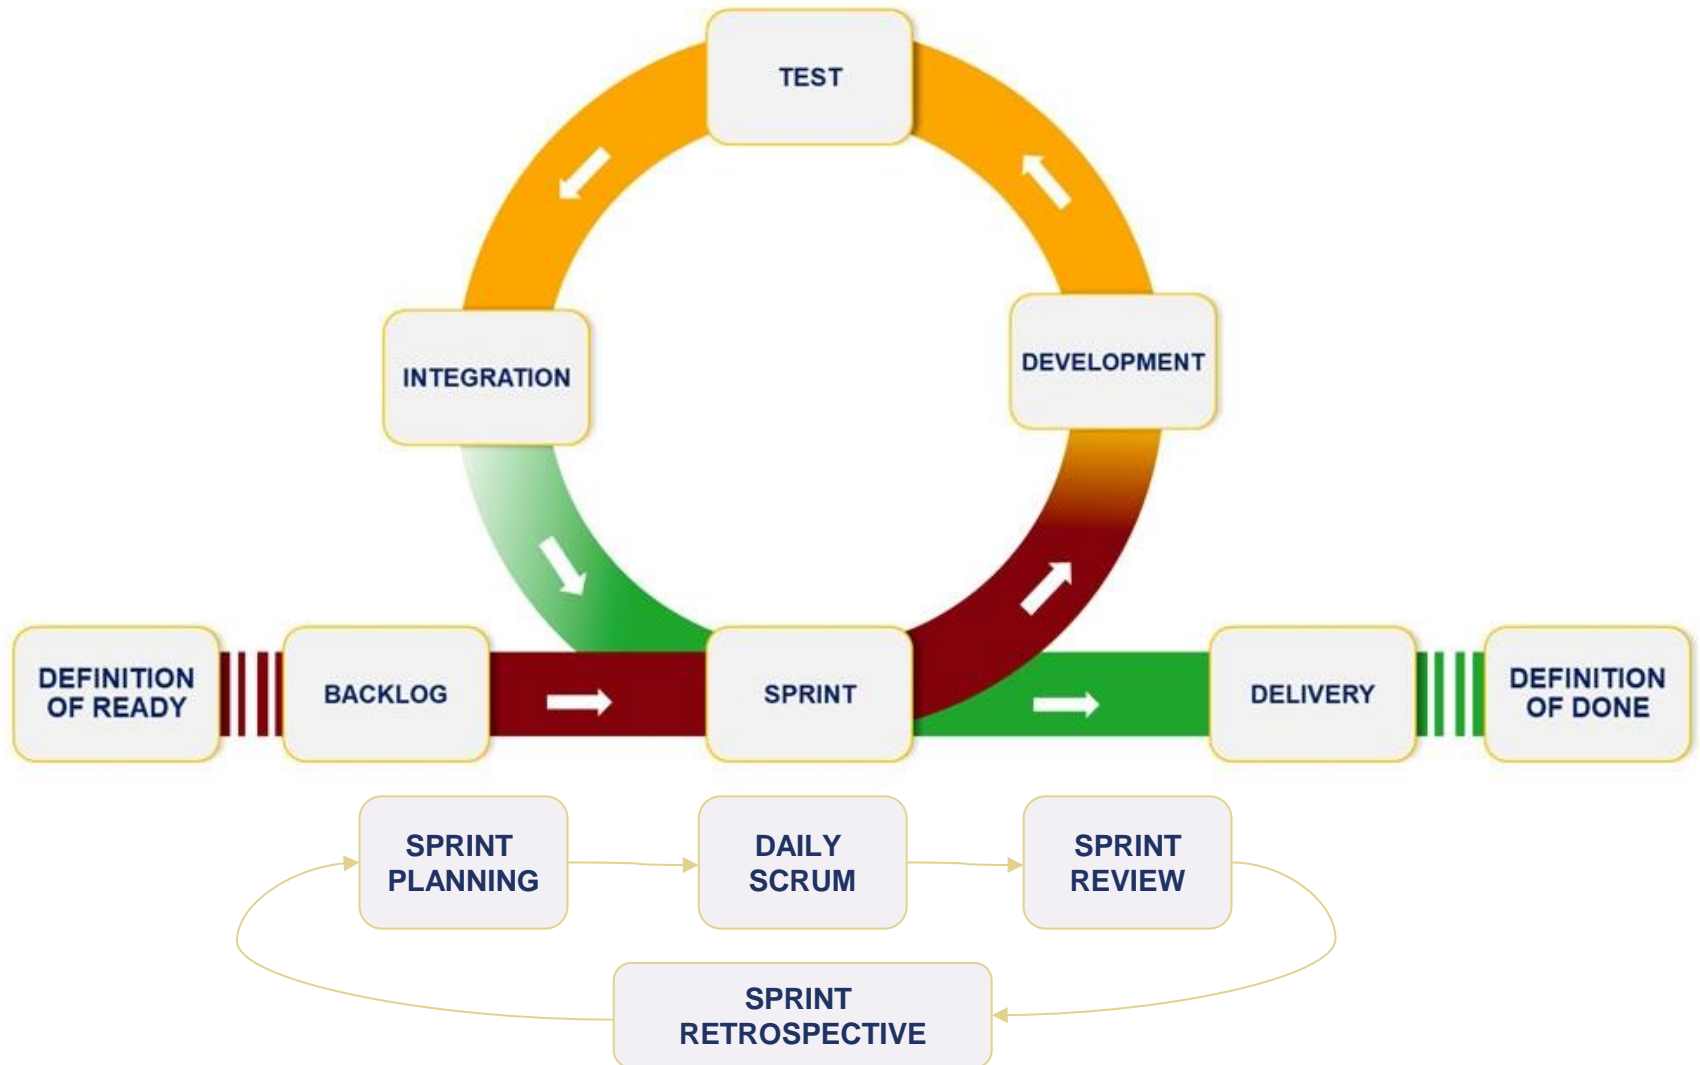 TEST
INTEGRATION
DEVELOPMENT
DEFINITION
OF READY
BACKLOG
SPRINT
DELIVERY
DEFINITION
OF DONE
SPRINT
PLANNING
DAILY
SCRUM
SPRINT
REVIEW
SPRINT
RETROSPECTIVE